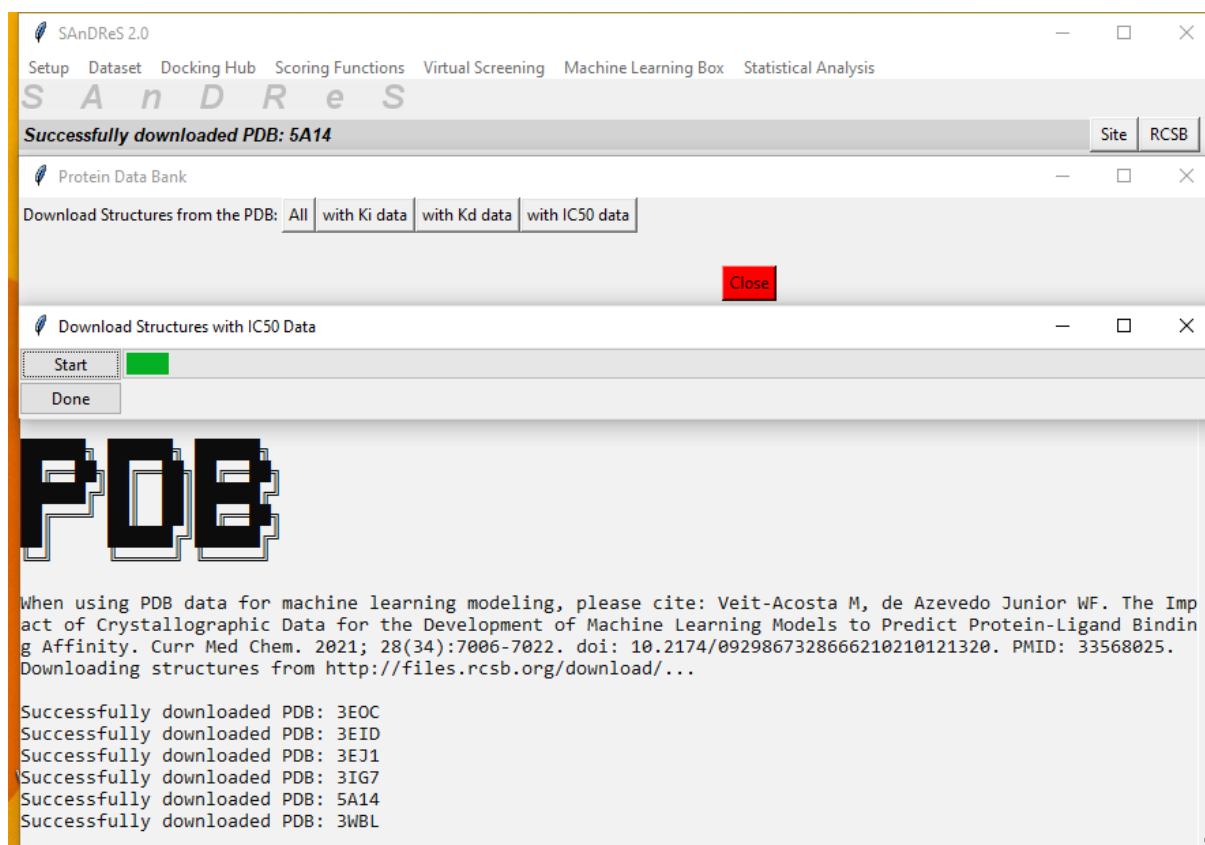 SAnDReS 2.0
Setup Dataset Docking Hub Scoring Functions Virtual Screening Machine Learning Box Statistical Analysis
S A n D R e S
Successfully downloaded PDB: 5A14 Site RCSB
Protein Data Bank
Download Structures from the PDB: All with Ki data with Kd data with IC50 data
Close
Download Structures with IC50 Data
Start
Done
PDB
When using PDB data for machine learning modeling, please cite: Veit-Acosta M, de Azevedo Junior WF. The Imp
act of Crystallographic Data for the Development of Machine Learning Models to Predict Protein-Ligand Bindin
g Affinity. Curr Med Chem. 2021; 28(34):7006-7022. doi: 10.2174/0929867328666210210121320. PMID: 33568025.
Downloading structures from http://files.rcsb.org/download/...
Successfully downloaded PDB: 3EOC
Successfully downloaded PDB: 3EID
Successfully downloaded PDB: 3EJ1
Successfully downloaded PDB: 3IG7
Successfully downloaded PDB: 5A14
Successfully downloaded PDB: 3WBL